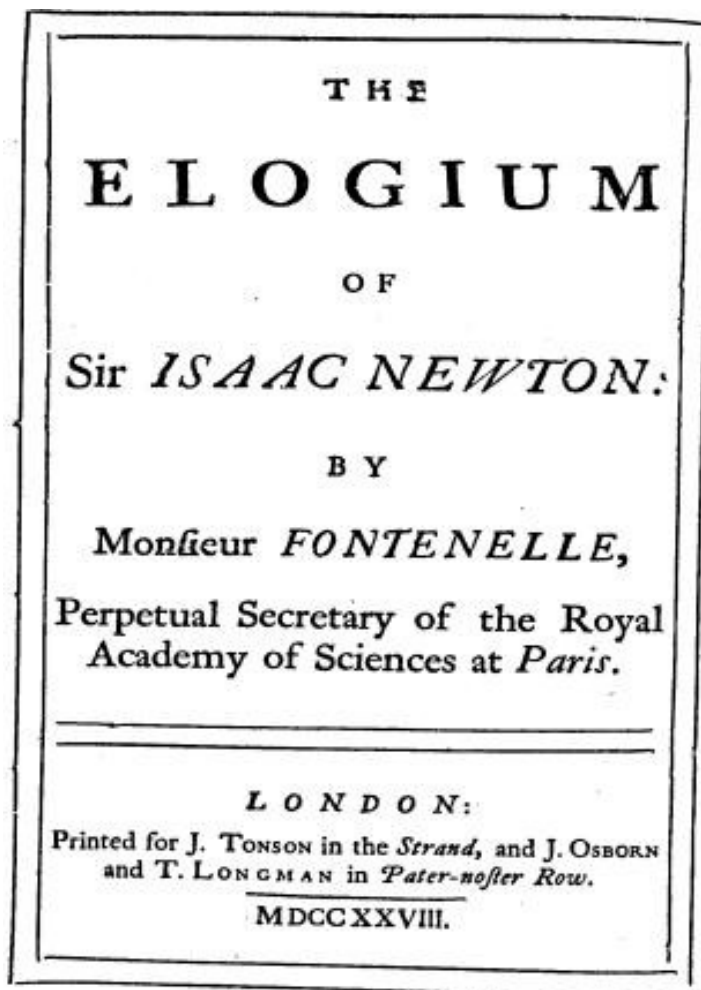 THE
ELOGIUM
OF
Sir ISAAC NEWTON:
BY
Monſieur FONTENELLE,
Perpetual Secretary of the Royal
Academy of Sciences at Paris.
LONDON:
Printed for J. TONSON in the Strand, and J. OSBORN
and T. LONGMAN in Pater-noſter Row.
MDCCXXVIII.